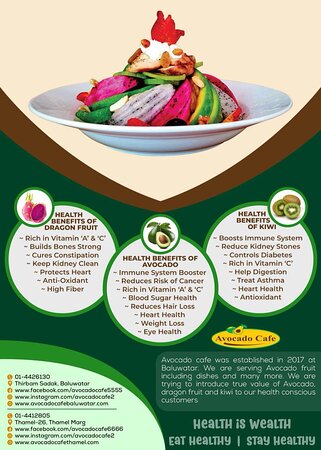 HEALTH
BENEFITS OF
DRAGON FRUIT
~ Rich in Vitamin 'A' & 'C'
~ Builds Bones Strong
~ Cures Constipation
~ Keep Kidney Clean
~ Protects Heart
~ Anti-Oxidant
~ High Fiber
HEALTH
BENEFITS OF
AVOCADO
~ Immune System Booster
~ Reduces Risk of Cancer
~ Rich in Vitamin 'A' & 'C'
~ Blood Sugar Health
~ Reduces Hair Loss
~ Heart Health
~ Weight Loss
~ Eye Health
HEALTH
BENEFITS
OF KIWI
~ Boosts Immune System
~ Reduce Kidney Stones
~ Controls Diabetes
~ Rich in Vitamin 'C'
~ Help Digestion
~ Treat Asthma
~ Heart Health
~ Antioxidant
Avocado Cafe
Avocado cafe was established in 2017 at
Baluwatar. We are serving Avocado fruit
including dishes and many more. We are
trying to introduce true value of Avocado,
dragon fruit and kiwi to our health conscious
customers
01-4426130
Thirbam Sadak, Baluwatar
www.facebook.com/avocadocafe5555
www.instagram.com/avocadocafe2
www.avocadocafebaluwatar.com
01-4412805
Thamel-26, Thamel Marg
www.facebook.com/avocadocafe6666
www.instagram.com/avocadocafe2
www.avocadocafethamel.com
HEALTH IS WEALTH
EAT HEALTHY | STAY HEALTHY